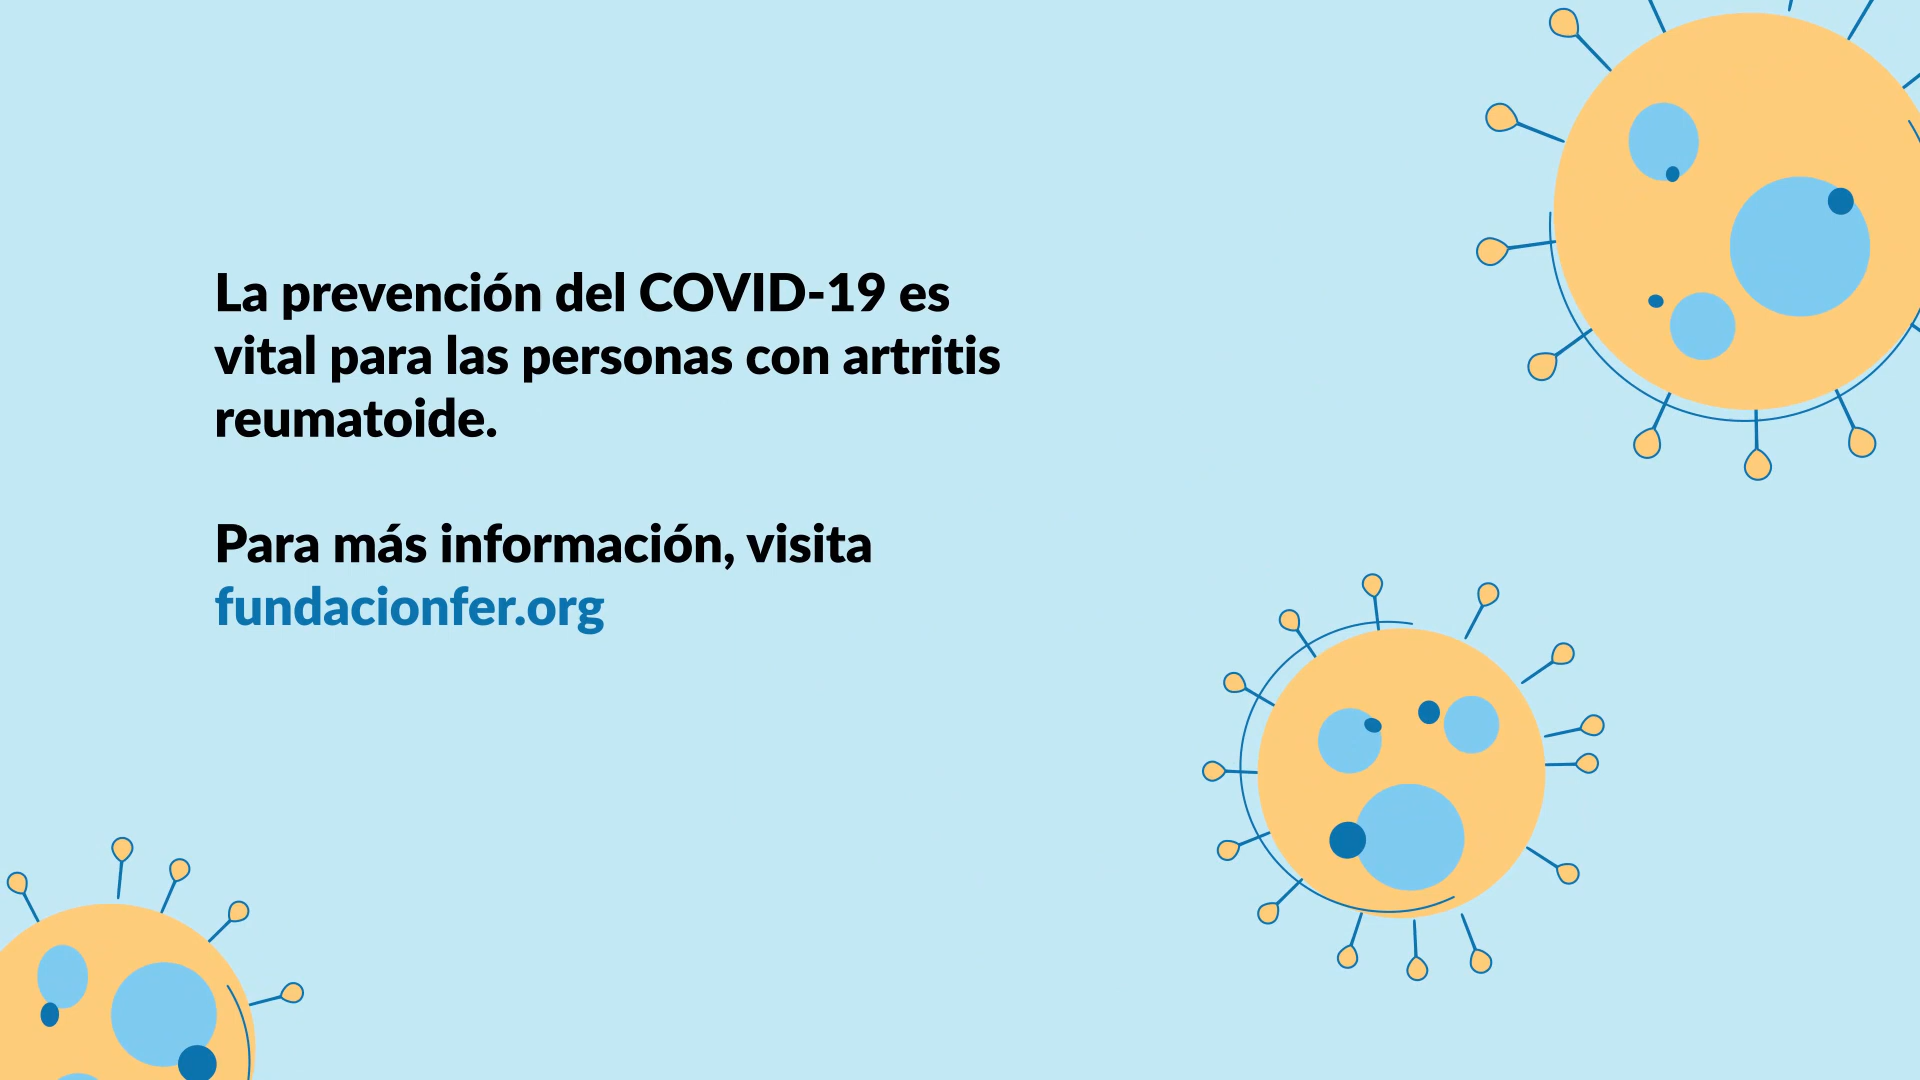 La prevención del COVID-19 es
vital para las personas con artritis
reumatoide.
Para más información, visita
fundacionfer.org